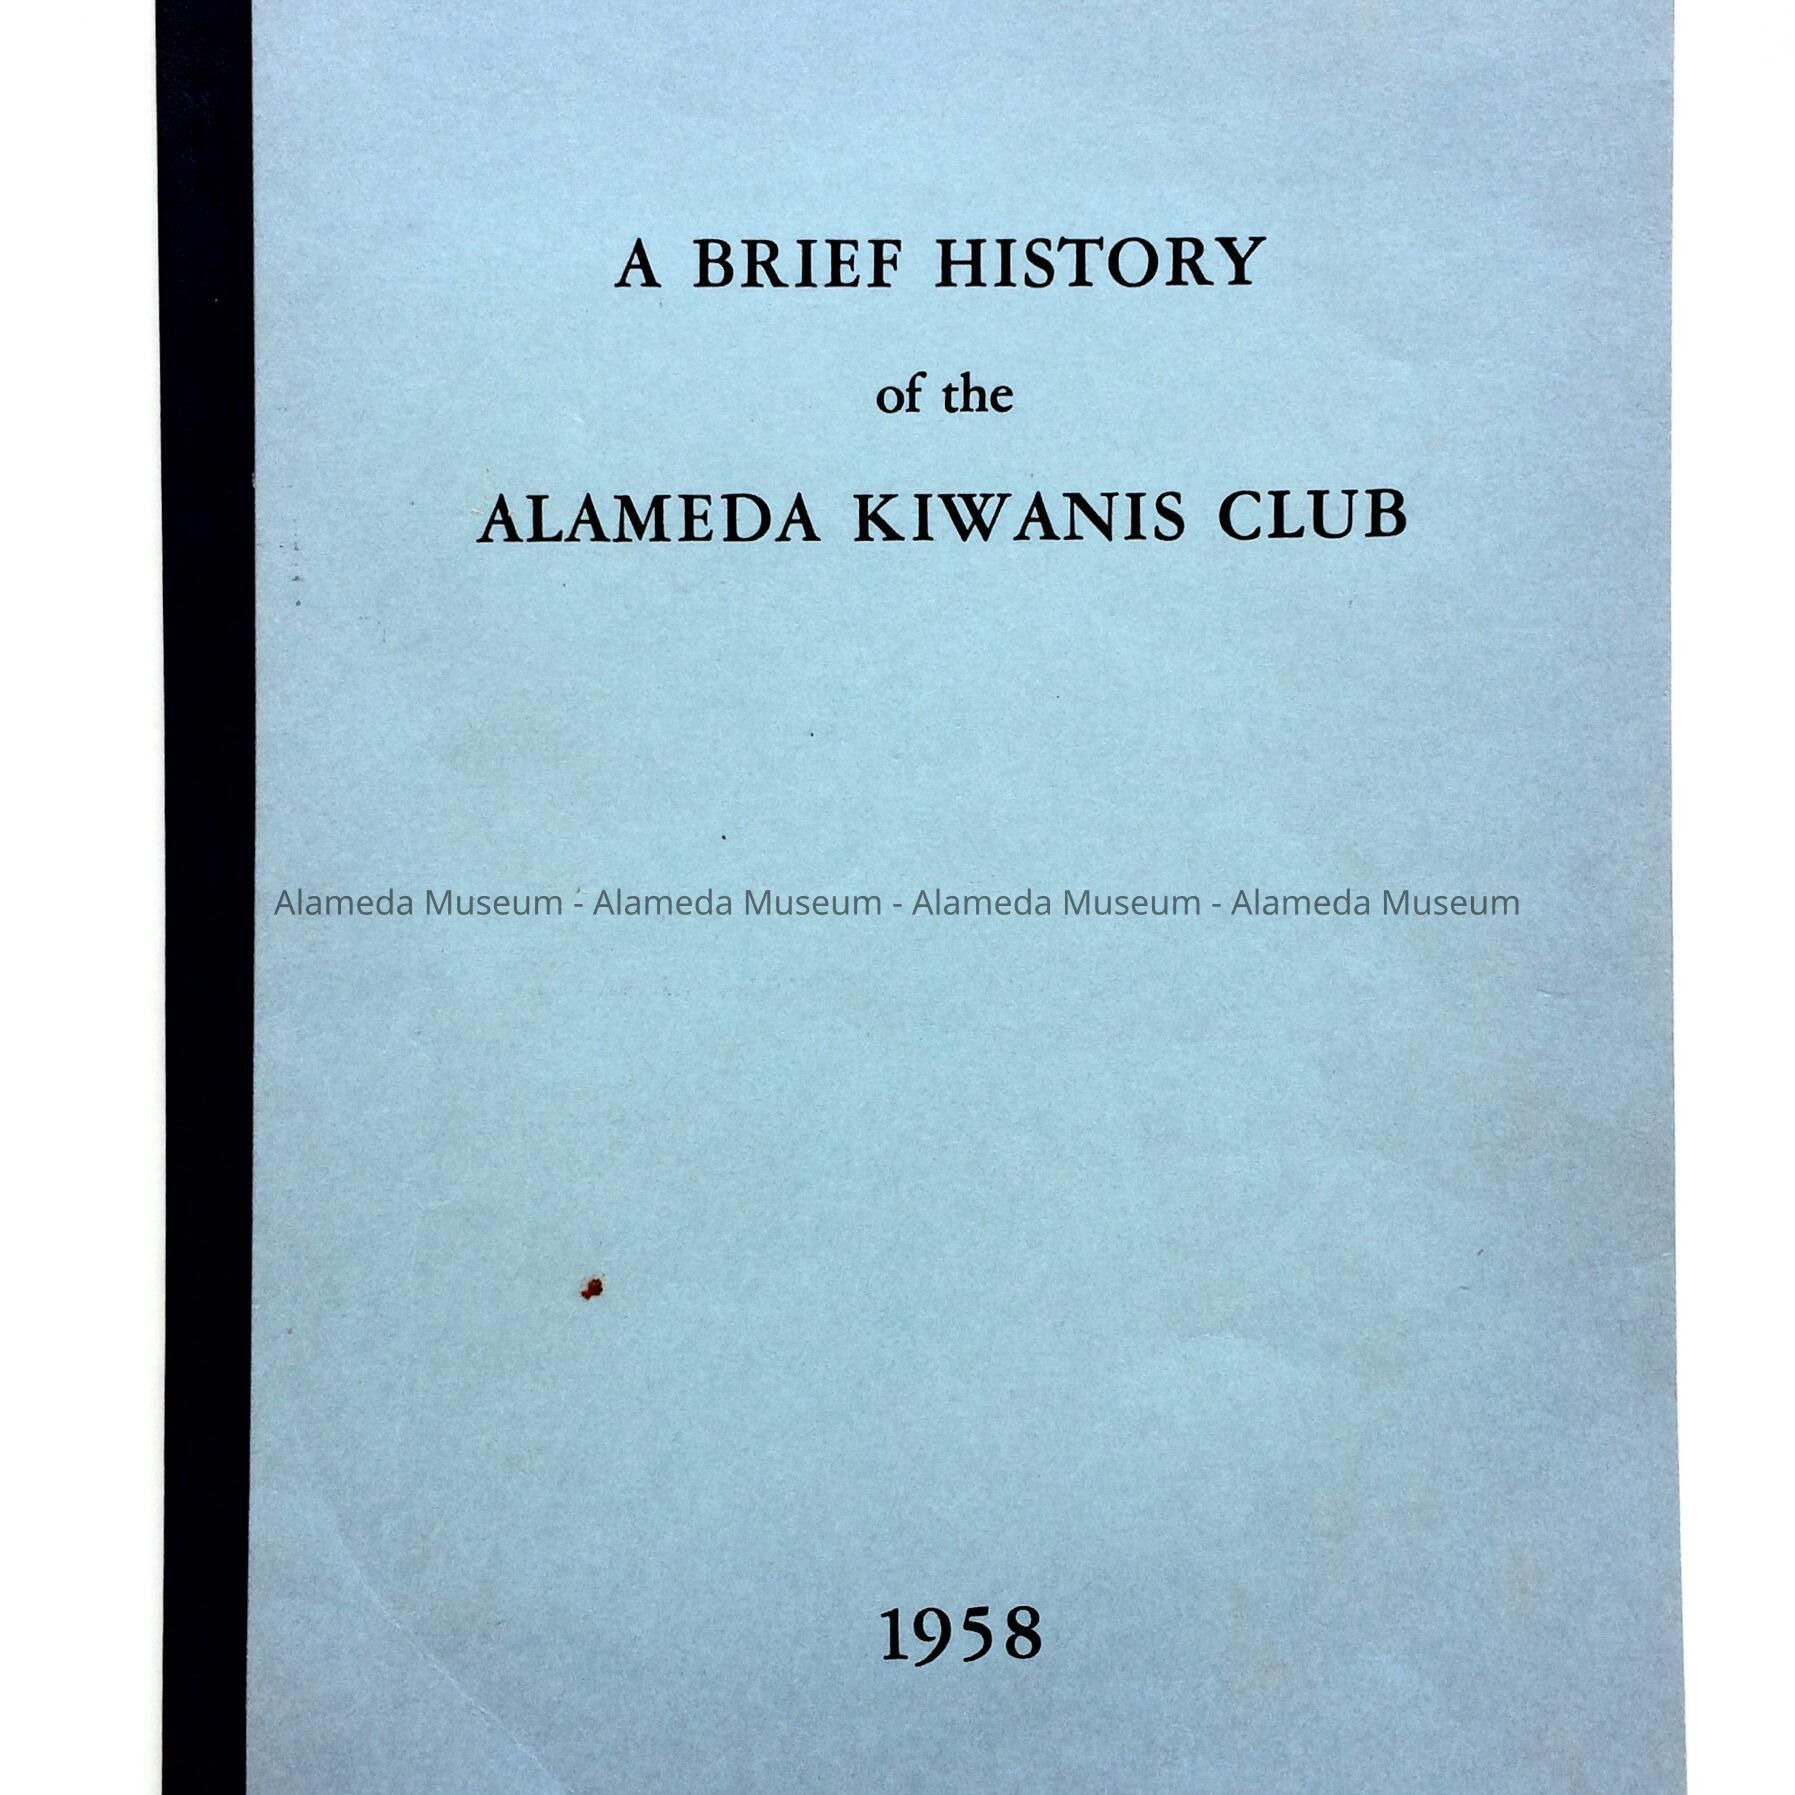 A BRIEF HISTORY
of the
ALAMEDA KIWANIS CLUB
Alameda Museum - Alameda Museum - Alameda Museum - Alameda Museum
1958